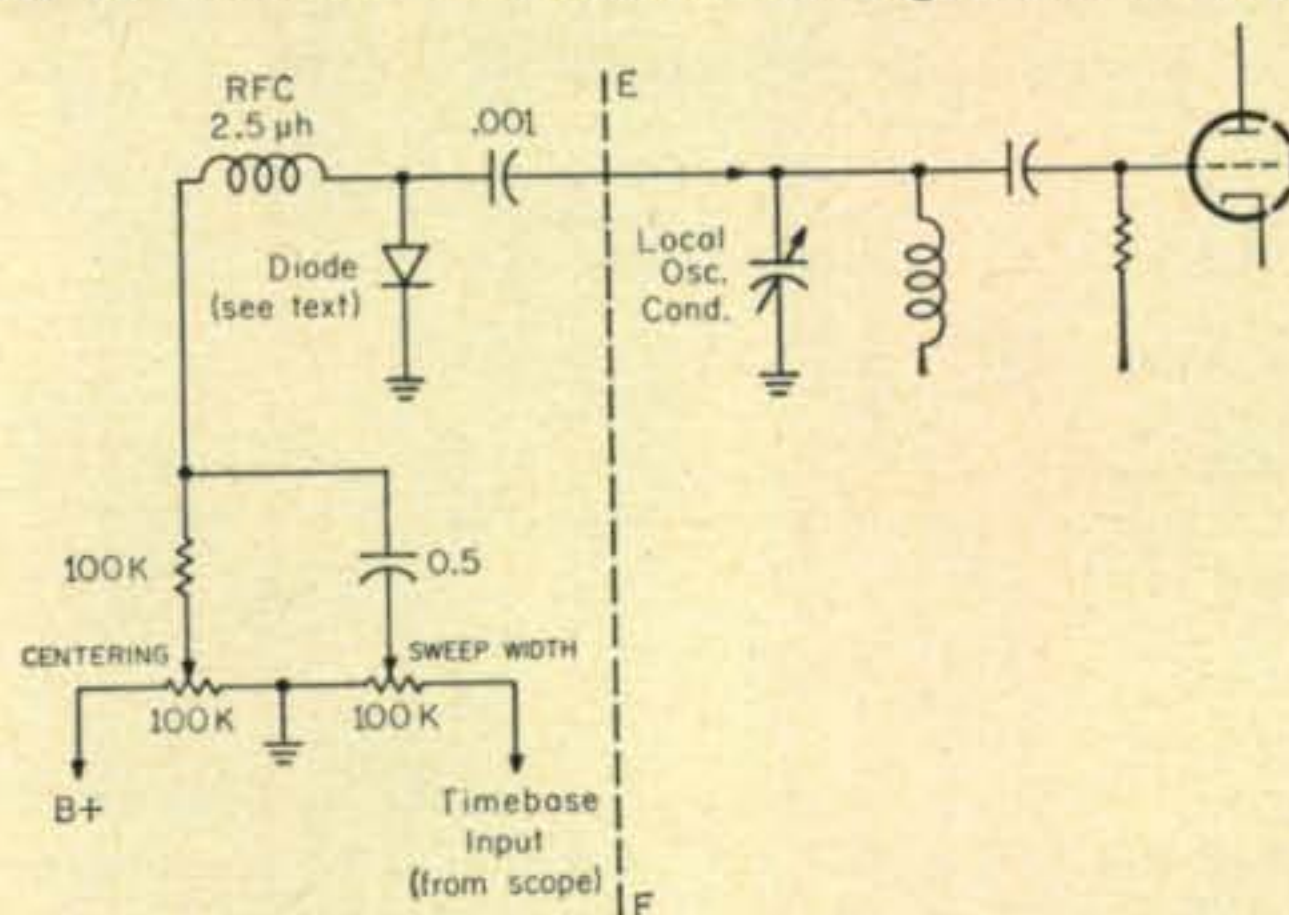 RFC
2.5 µh
.001
E
Diode
(see text)
Local
Osc.
Cond.
100K
0.5
CENTERING
SWEEP WIDTH
100K
100K
B+
Timebase
Input
(from scope)